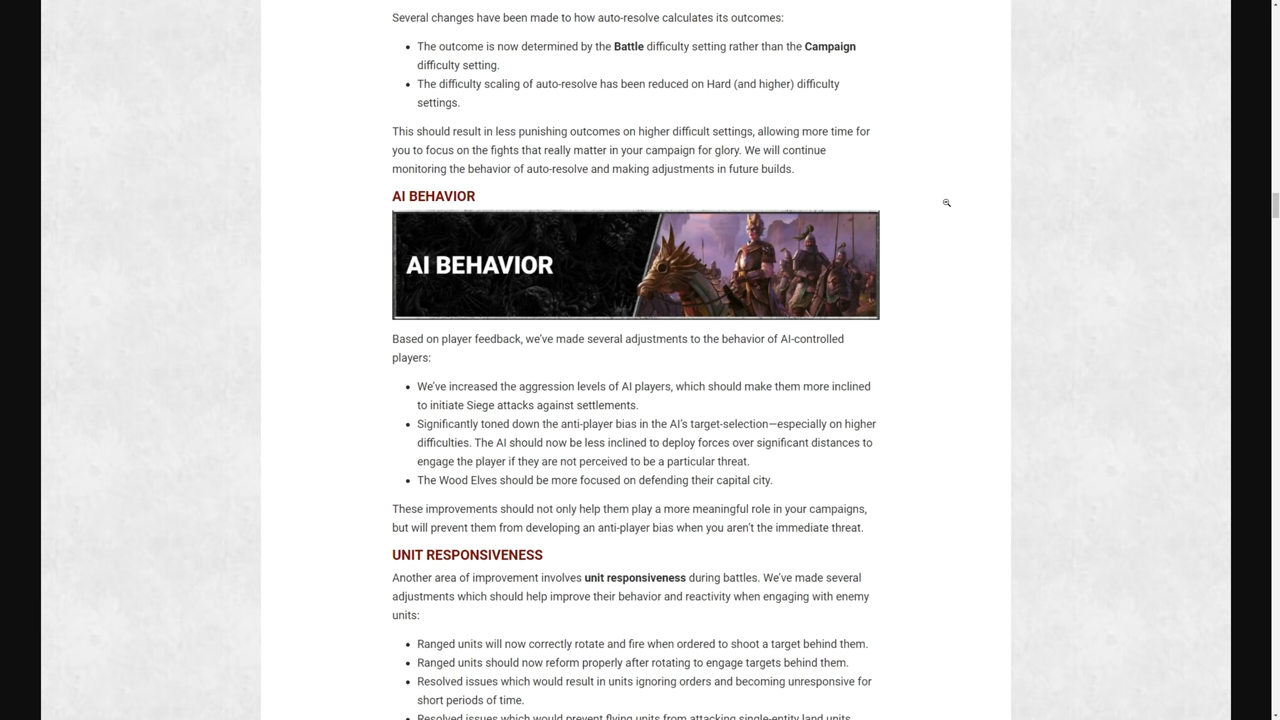 Several changes have been made to how auto-resolve calculates its outcomes:
The outcome is now determined by the Battle difficulty setting rather than the Campaign
difficulty setting.
The difficulty scaling of auto-resolve has been reduced on Hard (and higher) difficulty
settings.
This should result in less punishing outcomes on higher difficult settings, allowing more time for
you to focus on the fights that really matter in your campaign for glory. We will continue
monitoring the behavior of auto-resolve and making adjustments in future builds.
AI BEHAVIOR
AI BEHAVIOR
Based on player feedback, we've made several adjustments to the behavior of AI-controlled
players:
We've increased the aggression levels of AI players, which should make them more inclined
to initiate Siege attacks against settlements.
Significantly toned down the anti-player bias in the AI's target-selection—especially on higher
difficulties. The AI should now be less inclined to deploy forces over significant distances to
engage the player if they are not perceived to be a particular threat.
The Wood Elves should be more focused on defending their capital city.
These improvements should not only help them play a more meaningful role in your campaigns,
but will prevent them from developing an anti-player bias when you aren't the immediate threat.
UNIT RESPONSIVENESS
Another area of improvement involves unit responsiveness during battles. We've made several
adjustments which should help improve their behavior and reactivity when engaging with enemy
units:
Ranged units will now correctly rotate and fire when ordered to shoot a target behind them.
Ranged units should now reform properly after rotating to engage targets behind them.
Resolved issues which would result in units ignoring orders and becoming unresponsive for
short periods of time.
Resolved issues which would prevent flying units from attacking single-entity land units